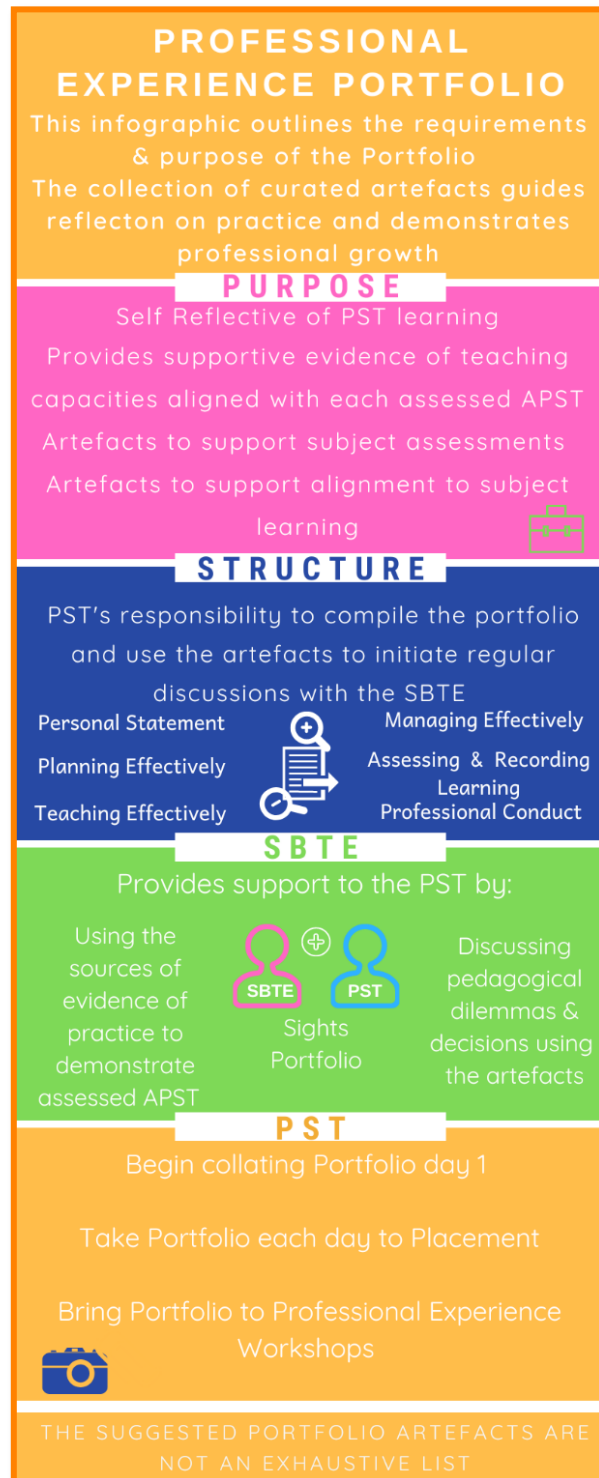 PROFESSIONAL
EXPERIENCE PORTFOLIO
This infographic outlines the requirements
& purpose of the Portfolio
The collection of curated artefacts guides
reflecton on practice and demonstrates
professional growth
PURPOSE
Self Reflective of PST learning
Provides supportive evidence of teaching
capacities aligned with each assessed APST
Artefacts to support subject assessments
Artefacts to support alignment to subject
learning
STRUCTURE
PST's responsibility to compile the portfolio
and use the artefacts to initiate regular
discussions with the SBTE
Personal Statement
Planning Effectively
Teaching Effectively
Managing Effectively
Assessing & Recording
Learning
Professional Conduct
SBTE
Provides support to the PST by:
Using the
sources of
evidence of
practice to
demonstrate
assessed APST
SBTE
PST
Sights
Portfolio
Discussing
pedagogical
dilemmas &
decisions using
the artefacts
PST
Begin collating Portfolio day 1
Take Portfolio each day to Placement
Bring Portfolio to Professional Experience
Workshops
THE SUGGESTED PORTFOLIO ARTEFACTS ARE
NOT AN EXHAUSTIVE LIST